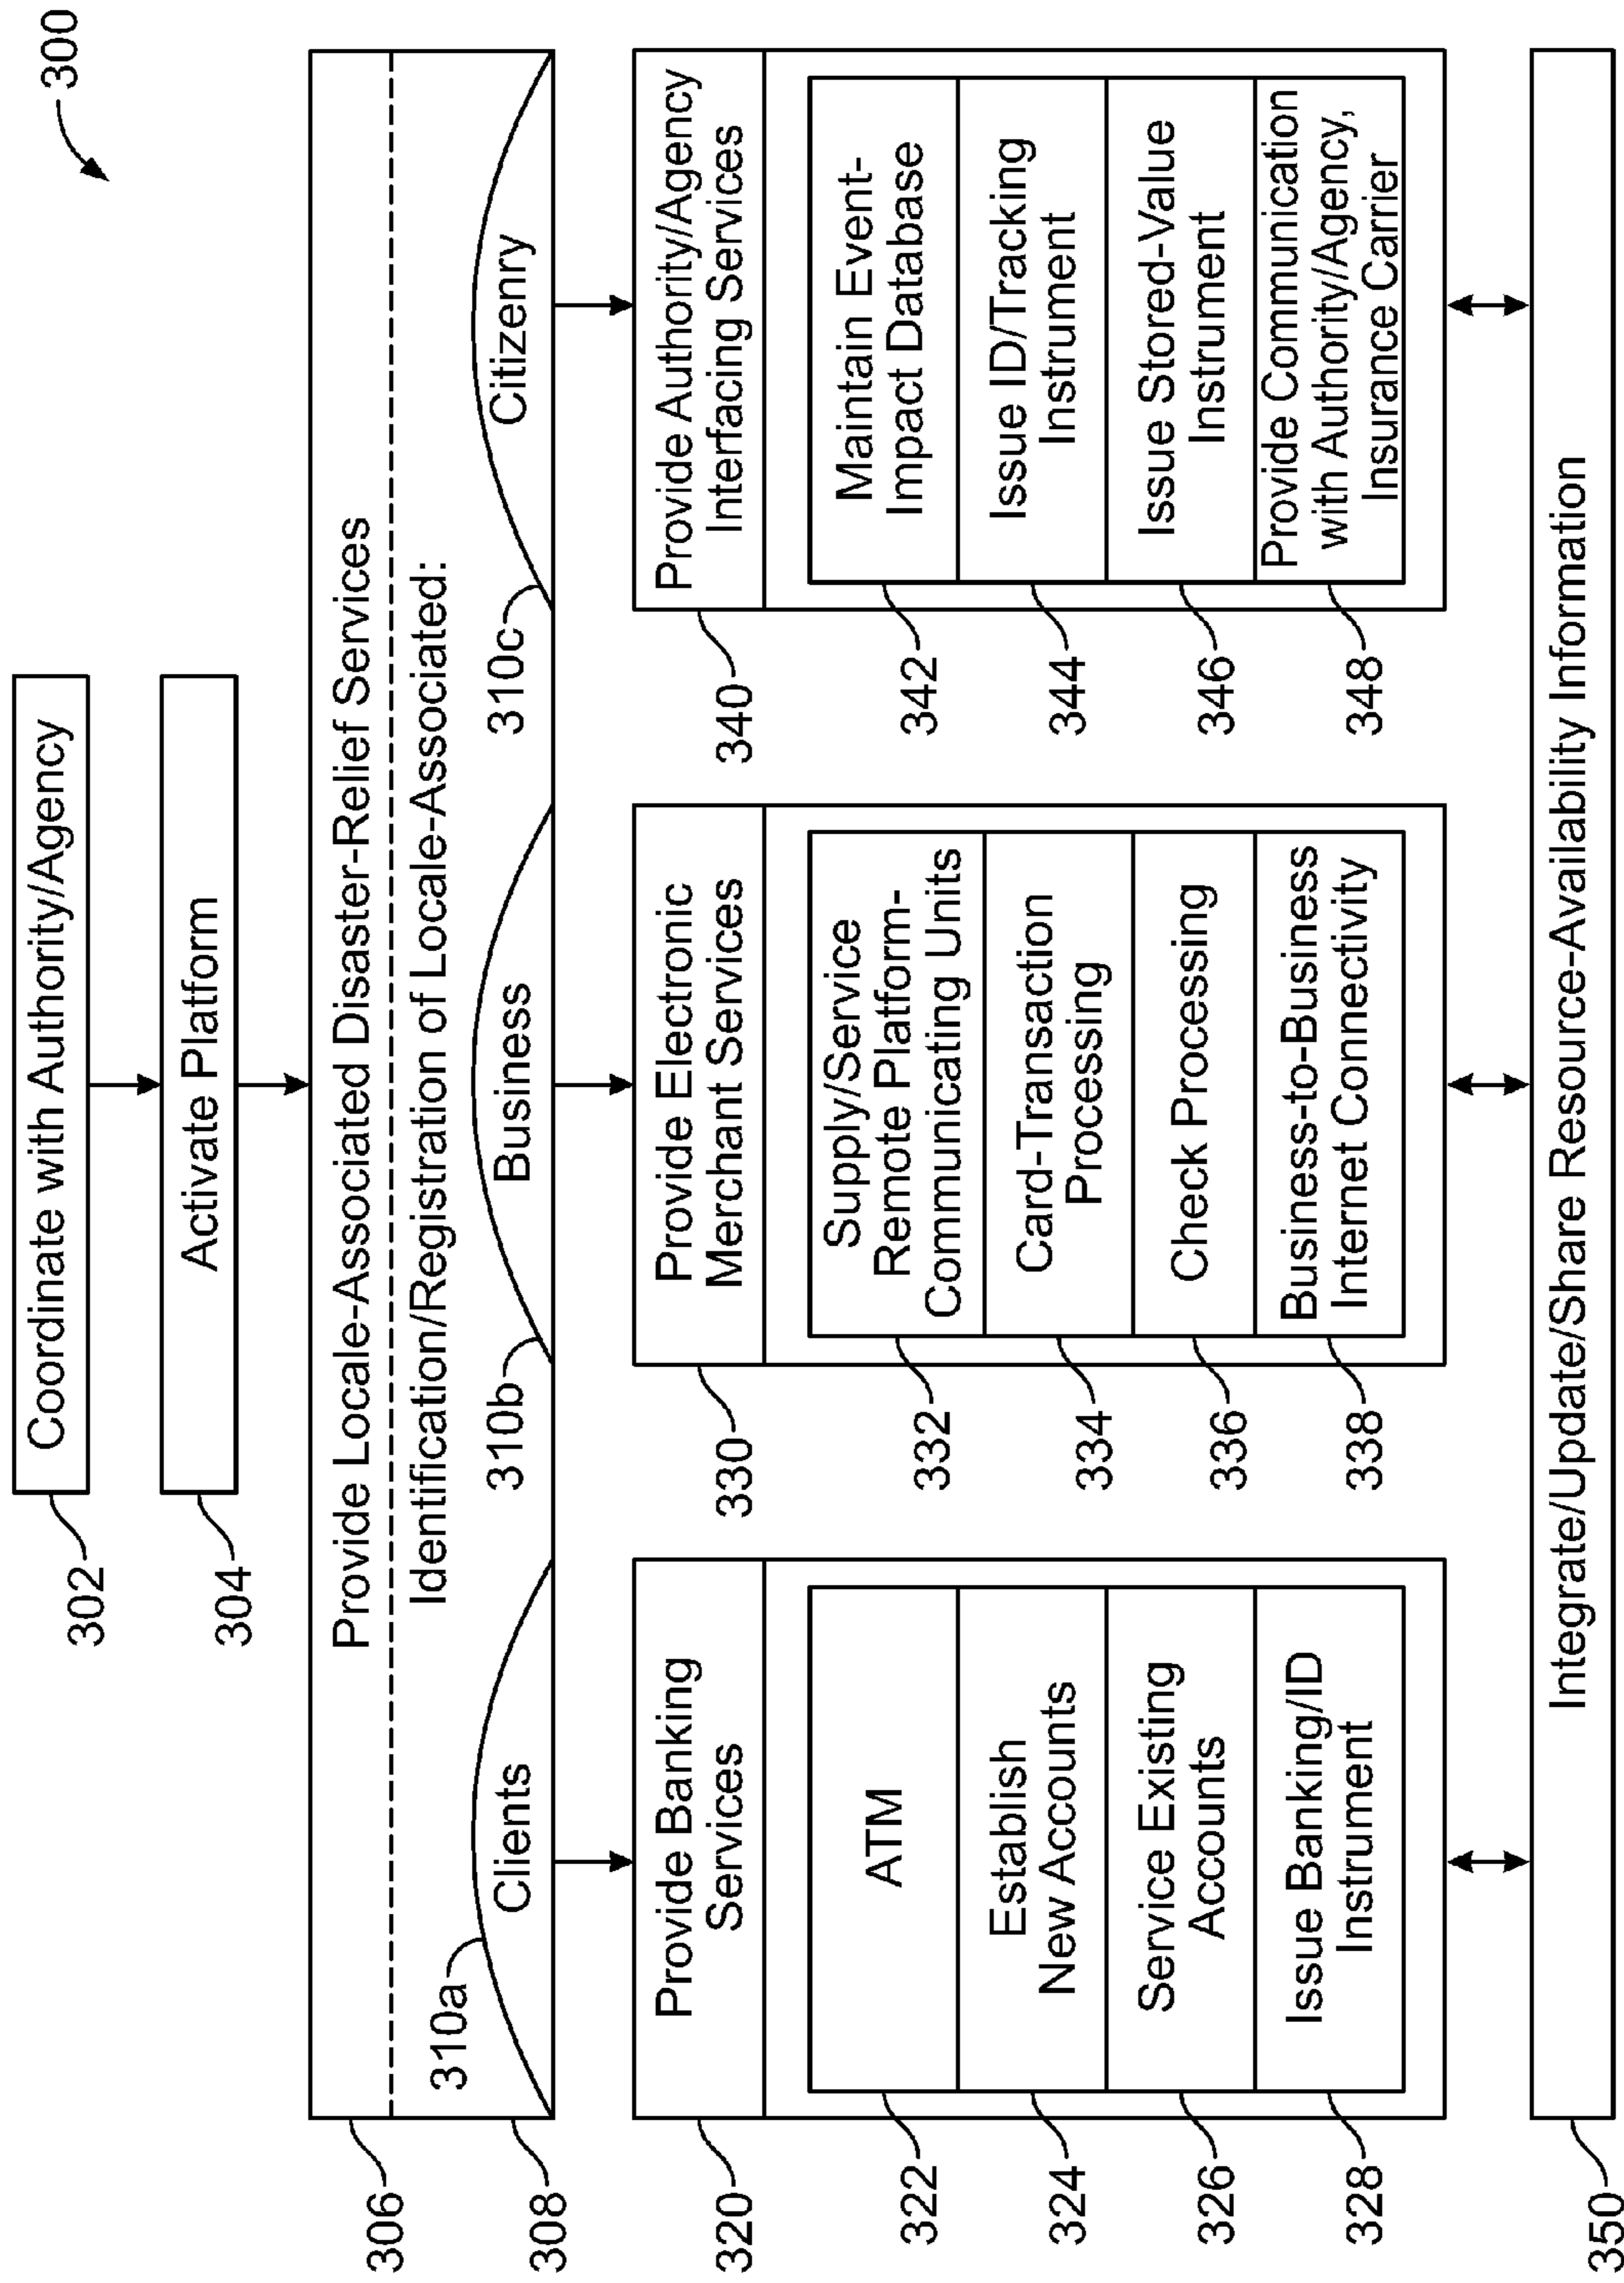 300
Coordinate with Authority/Agency
302
Activate Platform
304
Provide Locale-Associated Disaster-Relief Services
306
Identification/Registration of Locale-Associated:
308
310a
Clients
310b
Business
310c
Citizenry
Provide Banking
Services
320
ATM
322
Establish
New Accounts
324
Service Existing
Accounts
326
Issue Banking/ID
Instrument
328
Provide Electronic
Merchant Services
330
Supply/Service
Remote Platform-
Communicating Units
332
Card-Transaction
Processing
334
Check Processing
336
Business-to-Business
Internet Connectivity
338
Provide Authority/Agency
Interfacing Services
340
Maintain Event-
Impact Database
342
Issue ID/Tracking
Instrument
344
Issue Stored-Value
Instrument
346
Provide Communication
with Authority/Agency,
Insurance Carrier
348
Integrate/Update/Share Resource-Availability Information
350